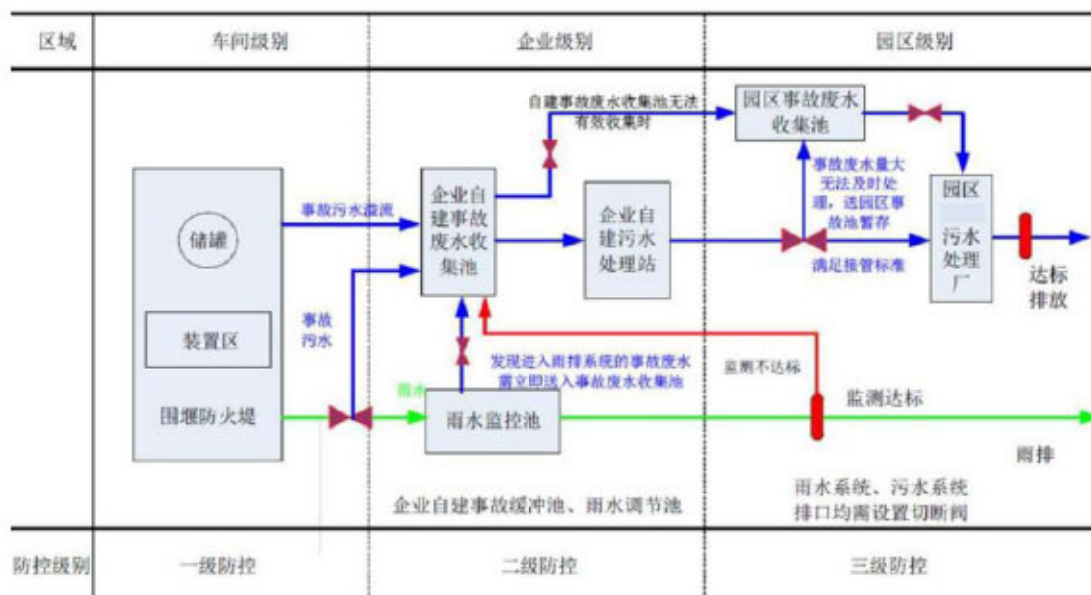 区域
车间级别
企业级别
园区级别
自建事故废水收集池无法
有效收集时
园区事故废水
收集池
储罐
装置区
围堰防火堤
事故污水溢流
事故
污水
雨水
企业自
建事故
废水收
集池
企业自
建污水
处理站
事故废水量大
无法及时处
理，送园区事
故池暂存
满足接管标准
园区
污水
处理
厂
达标
排放
发现进入雨排系统的事故废水
需立即送入事故废水收集池
监测不达标
雨水监控池
监测达标
雨排
企业自建事故缓冲池、雨水调节池
雨水系统、污水系统
排口均需设置切断阀
防控级别
一级防控
二级防控
三级防控